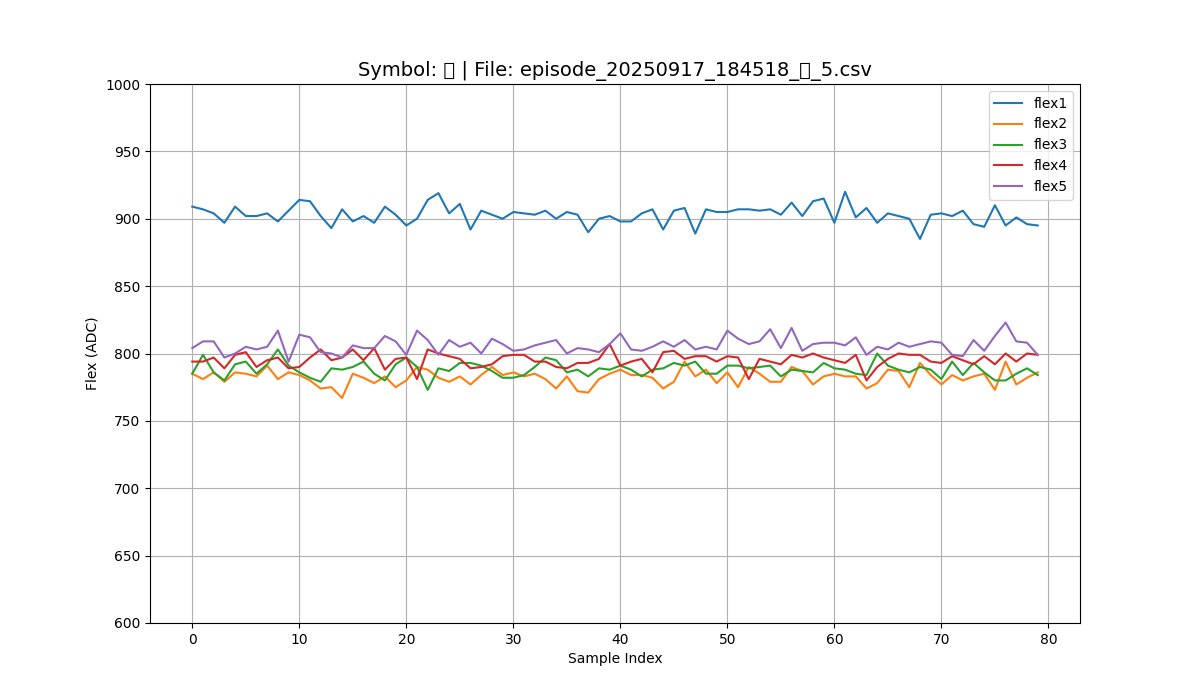 Symbol: ▯ | File: episode_20250917_184518_▯_5.csv
1000
950
900
850
800
750
700
650
600
Flex (ADC)
0 10 20 30 40 50 60 70 80
Sample Index
flex1
flex2
flex3
flex4
flex5